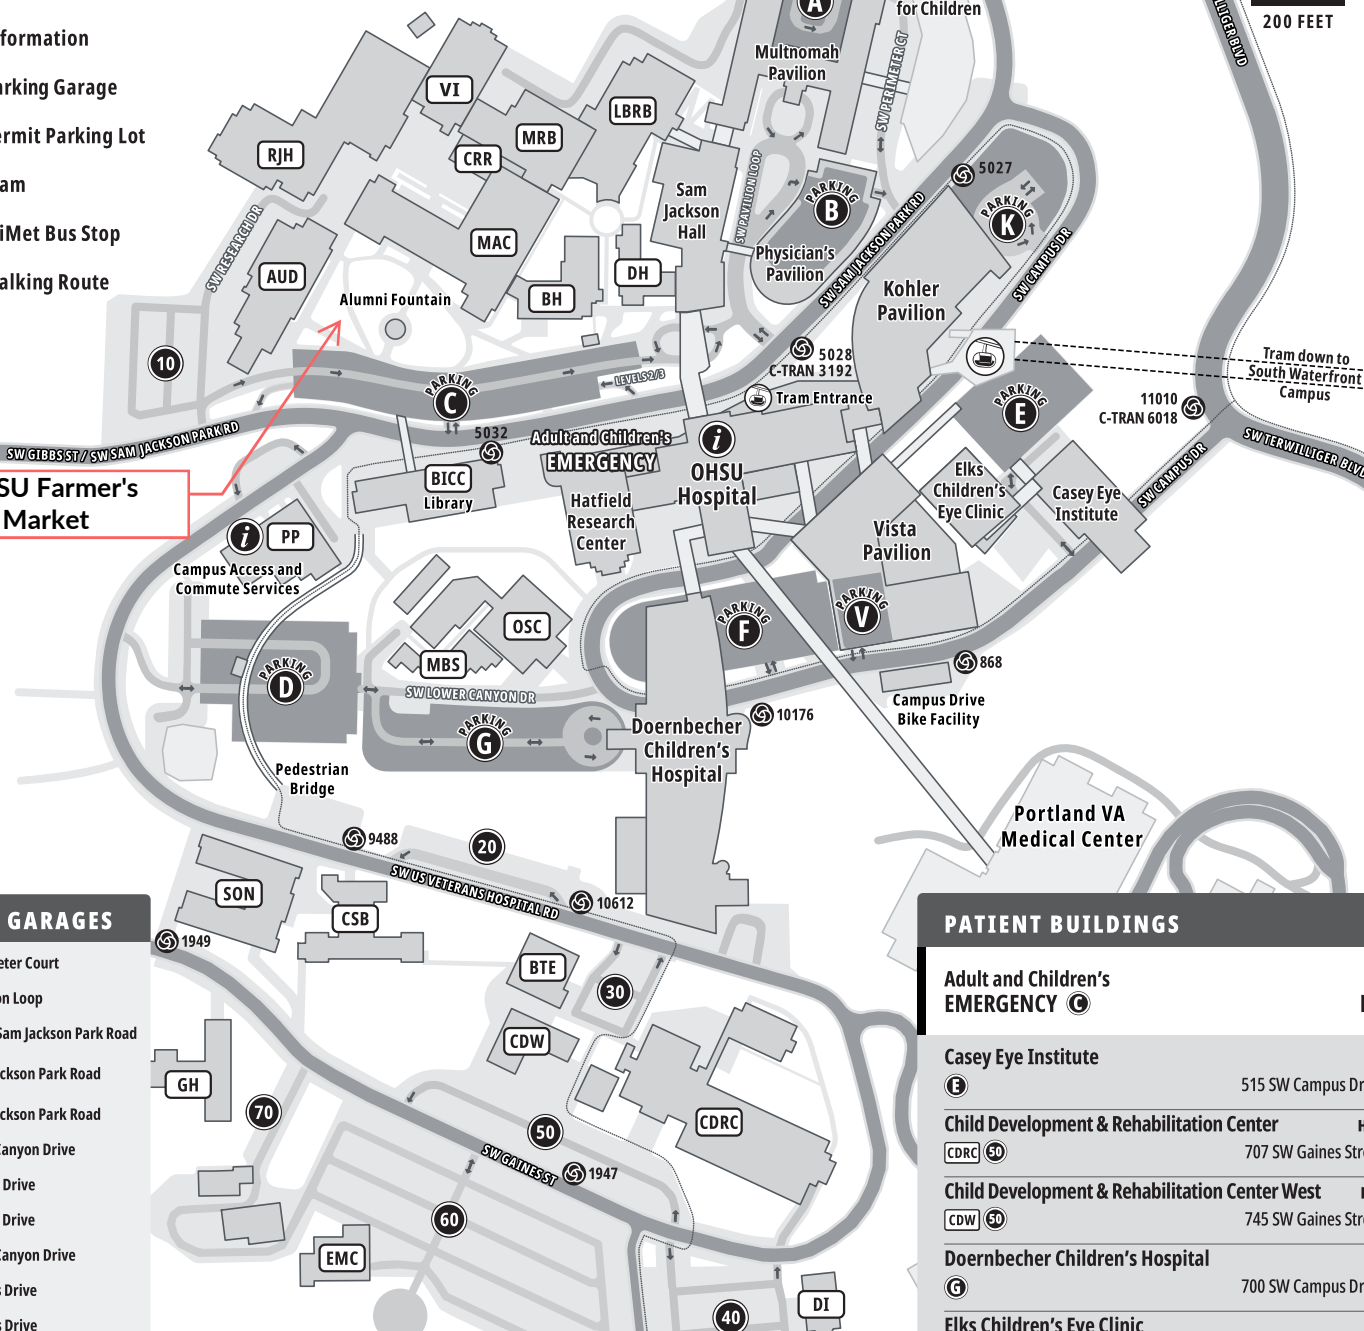 formation
arking Garage
ermit Parking Lot
am
iMet Bus Stop
alking Route
200 FEET
for Children
A
Multnomah
Pavilion
SW PERIMETER CT
LLIGER BLVD
VI
LBRB
MRB
CRR
RJH
5027
PARKING
K
PARKING
B
SW PAVILION LOOP
Sam
Jackson
Hall
SW RESEARCH DR
MAC
Physician's
Pavilion
SW SAM JACKSON PARK RD
SW CAMPUS DR
AUD
DH
BH
Alumni Fountain
Kohler
Pavilion
10
5028
C-TRAN 3192
Tram down to
South Waterfront
Campus
LEVELS 2/3
PARKING
C
Tram Entrance
PARKING
E
11010
C-TRAN 6018
SW GIBBS ST / SW SAM JACKSON PARK RD
5032
Adult and Children's
EMERGENCY
i
OHSU
Hospital
SW TERWILLIGER BLVD
SW CAMPUS DR
SU Farmer's
Market
BICC
Library
Hatfield
Research
Center
Elks
Children's
Eye Clinic
Casey Eye
Institute
Vista
Pavilion
i
PP
Campus Access and
Commute Services
PARKING
F
PARKING
V
OSC
MBS
868
PARKING
D
SW LOWER CANYON DR
Campus Drive
Bike Facility
PARKING
G
10176
Doernbecher
Children's
Hospital
Pedestrian
Bridge
Portland VA
Medical Center
9488
20
SW US VETERANS HOSPITAL RD
10612
SON
CSB
GARAGES
PATIENT BUILDINGS
1949
eter Court
on Loop
Sam Jackson Park Road
ckson Park Road
ckson Park Road
Canyon Drive
Drive
Drive
Canyon Drive
s Drive
s Drive
BTE
30
CDW
GH
70
50
CDRC
SW GAINES ST
1947
60
EMC
DI
40
Adult and Children's
EMERGENCY C
Casey Eye Institute
E 515 SW Campus Dr
Child Development & Rehabilitation Center
CDRC 50 707 SW Gaines Stre
Child Development & Rehabilitation Center West
CDW 50 745 SW Gaines Stre
Doernbecher Children's Hospital
G 700 SW Campus Dr
Elks Children's Eye Clinic